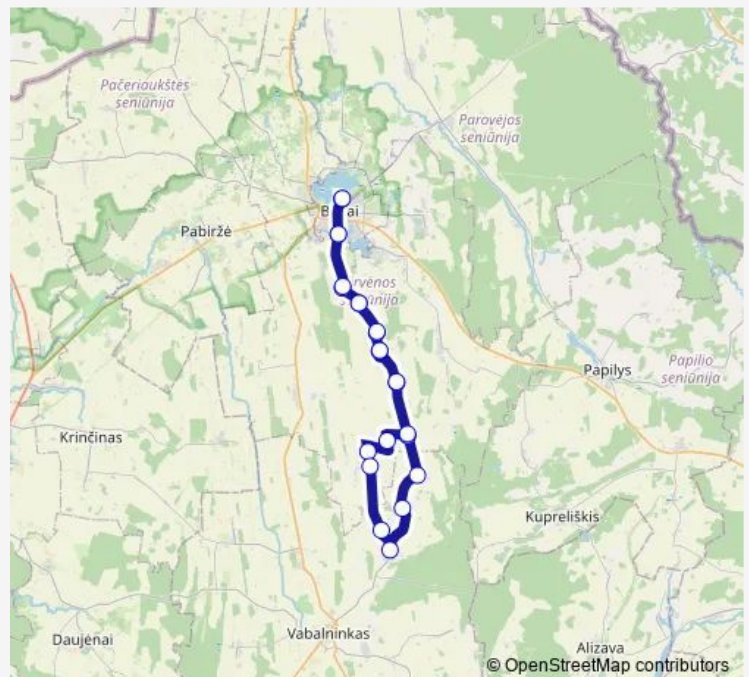 Pačeriaukštės
seniūnija
Parovėjos
seniūnija
Pabiržė
Papilys
Papilio
seniūnija
Krinčinas
Kupreliškis
Vabalninkas
Daujėnai
Alizava
© OpenStreetMap contributors